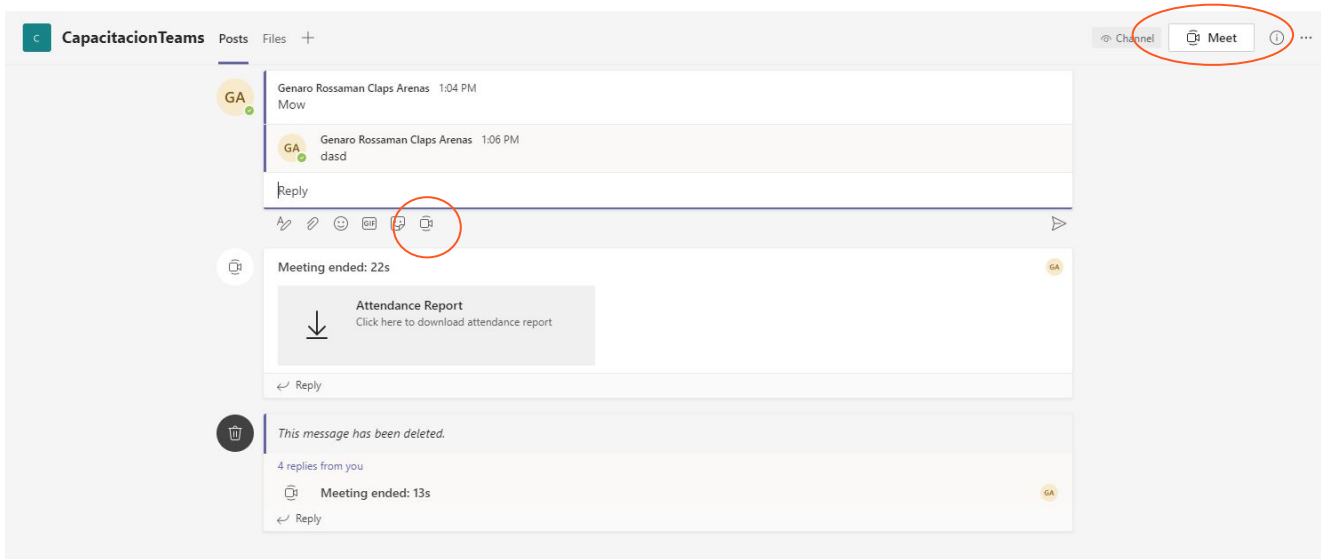 C CapacitacionTeams Posts Files + Channel Meet
GA Genaro Rossaman Claps Arenas 1:04 PM
Mow
GA Genaro Rossaman Claps Arenas 1:06 PM
dasd
Reply
GIF
Meeting ended: 22s GA
Attendance Report
Click here to download attendance report
Reply
This message has been deleted.
4 replies from you
Meeting ended: 13s GA
Reply